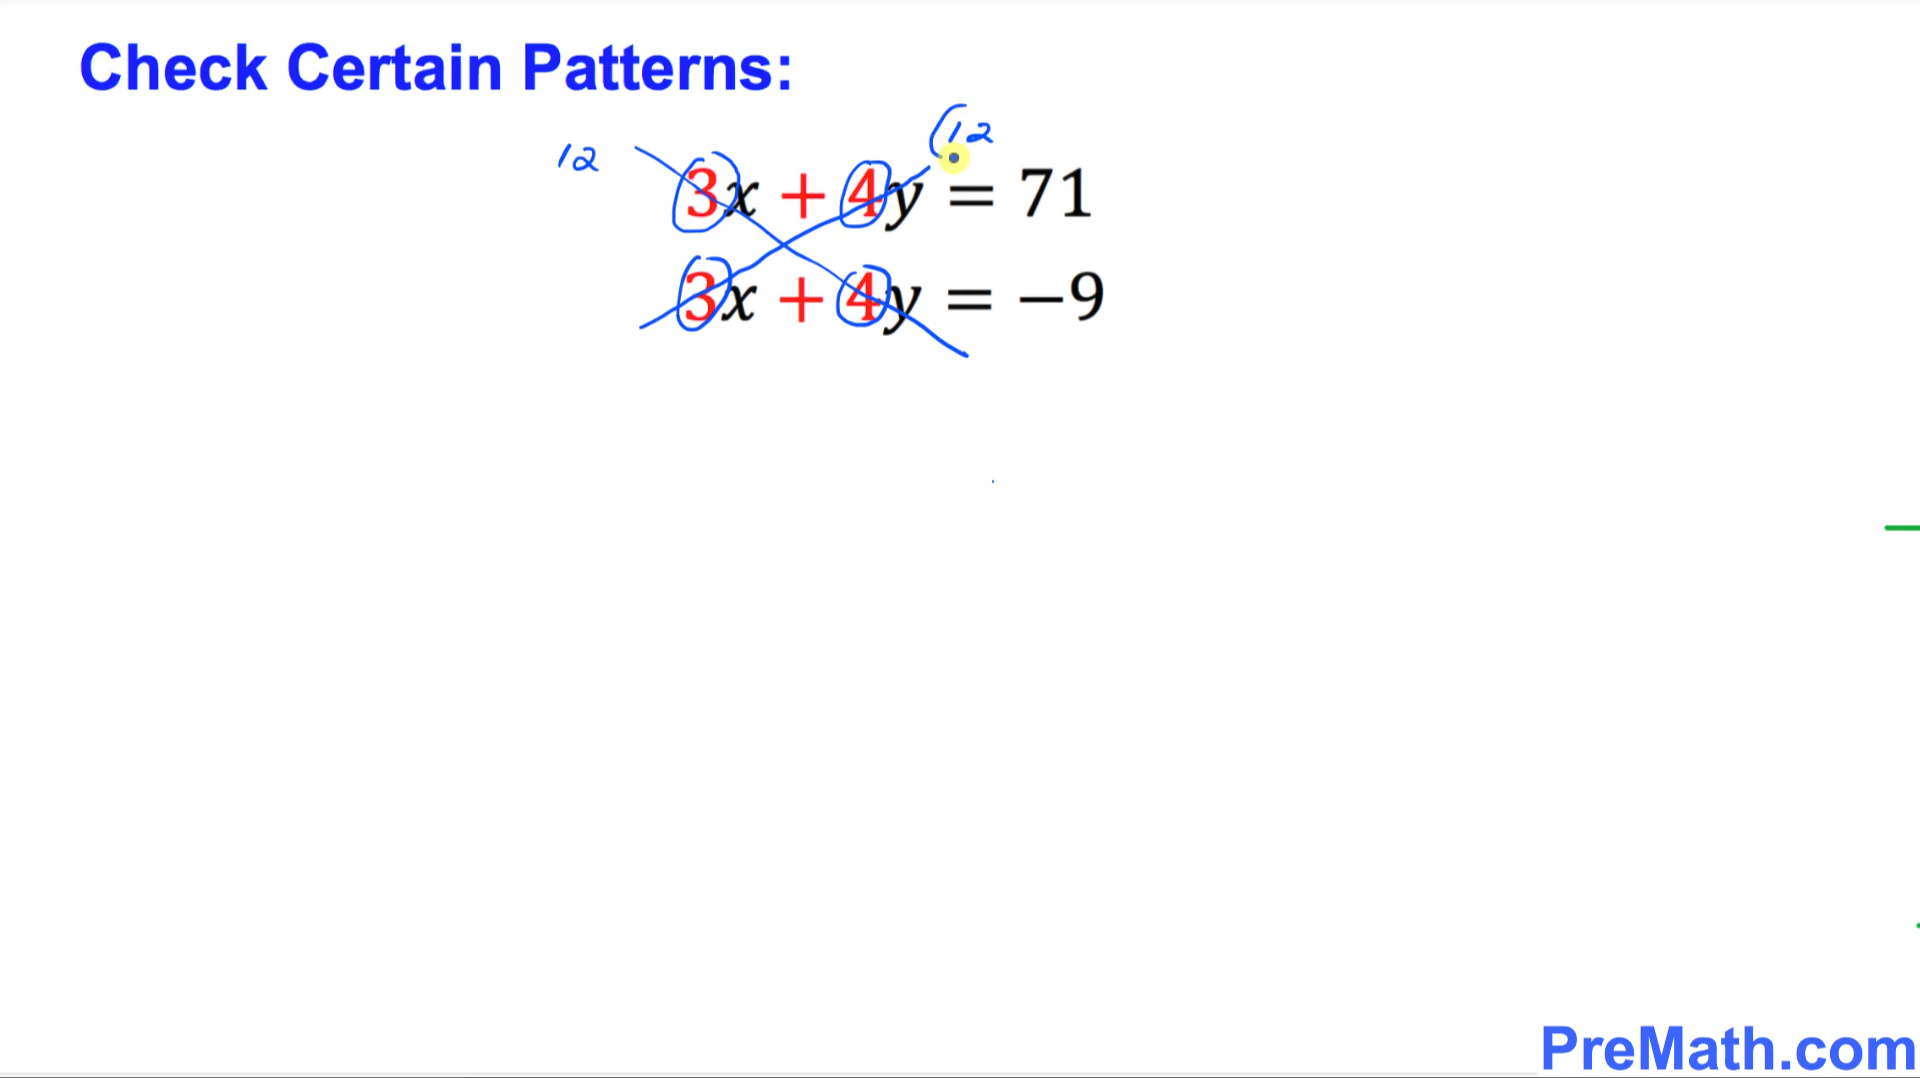 Check Certain Patterns:
12 (12
3x + 4y = 71
3x + 4y = −9
PreMath.com